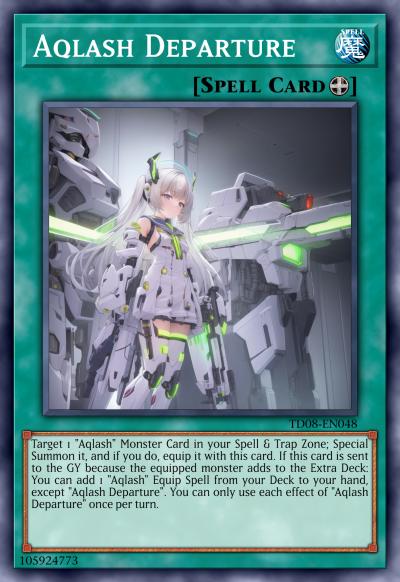 Aqlash Departure
SPELL
魔
[Spell Card]
TD08-EN048
Target 1 "Aqlash" Monster Card in your Spell & Trap Zone; Special
Summon it, and if you do, equip it with this card. If this card is sent
to the GY because the equipped monster adds to the Extra Deck:
You can add 1 "Aqlash" Equip Spell from your Deck to your hand,
except "Aqlash Departure". You can only use each effect of "Aqlash
Departure" once per turn.
105924773